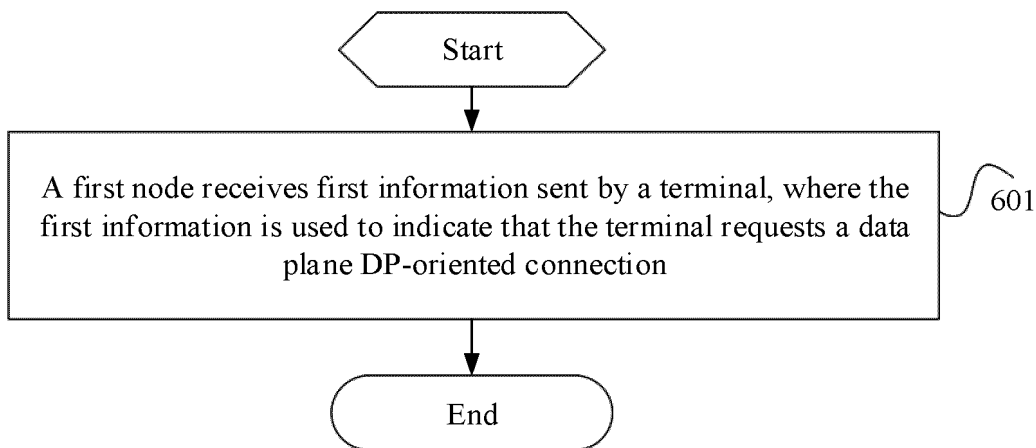 Start
A first node receives first information sent by a terminal, where the
first information is used to indicate that the terminal requests a data
plane DP-oriented connection
601
End